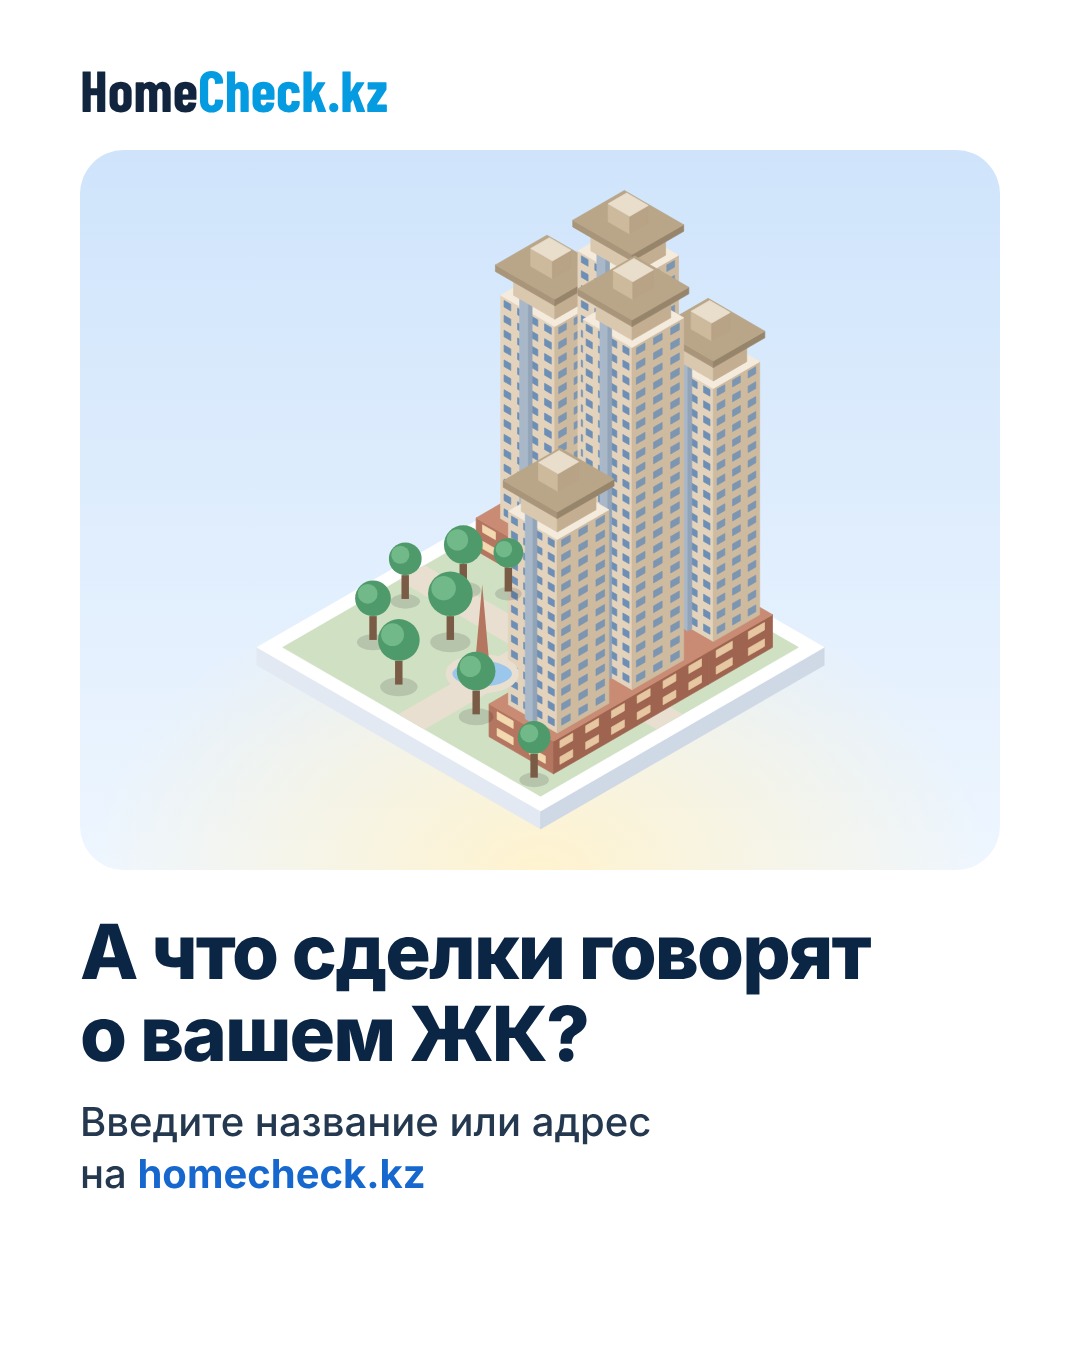 HomeCheck.kz
А что сделки говорят
о вашем ЖК?
Введите название или адрес
на homecheck.kz